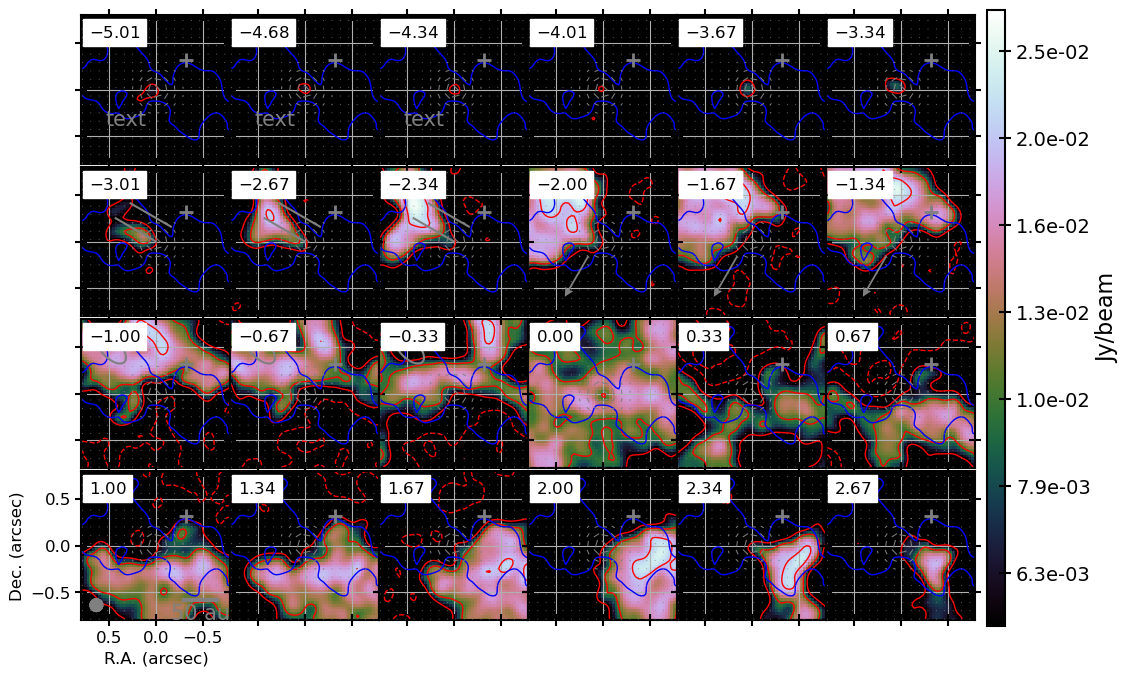 −5.01 −4.68 −4.34 −4.01 −3.67 −3.34
text text text
−3.01 −2.67 −2.34 −2.00 −1.67 −1.34
−1.00 −0.67 −0.33 0.00 0.33 0.67
1.00 1.34 1.67 2.00 2.34 2.67
50 au
0.5
0.0
−0.5
Dec. (arcsec)
0.5 0.0 −0.5
R.A. (arcsec)
2.5e-02
2.0e-02
1.6e-02
1.3e-02
1.0e-02
7.9e-03
6.3e-03
Jy/beam